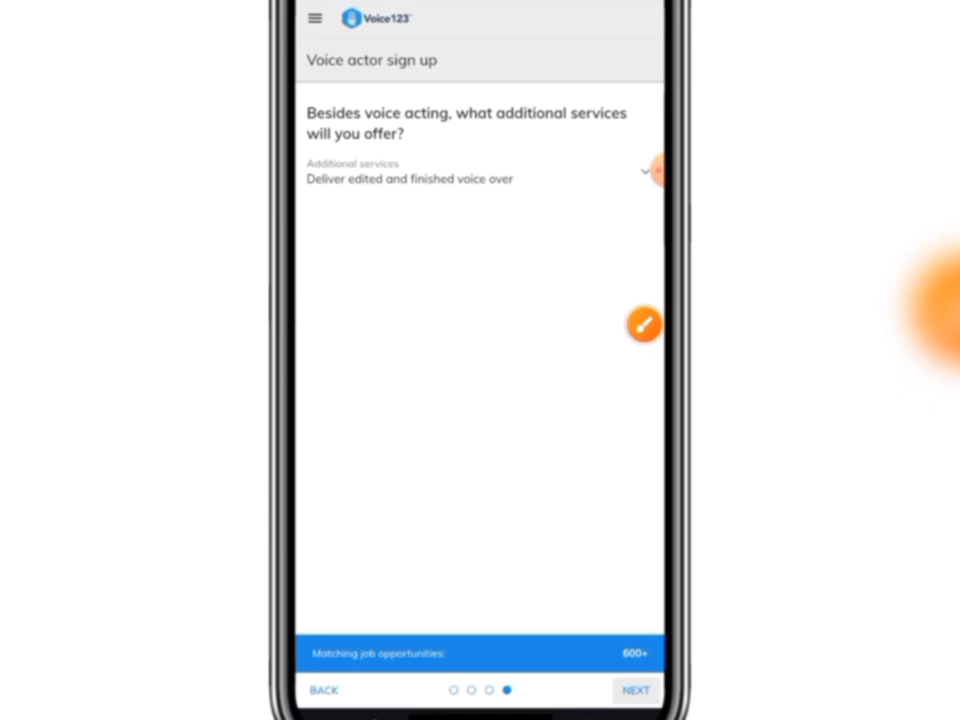 Voice123
Voice actor sign up
Besides voice acting, what additional services
will you offer?
Additional services
Deliver edited and finished voice over
Matching job opportunities: 600+
BACK NEXT